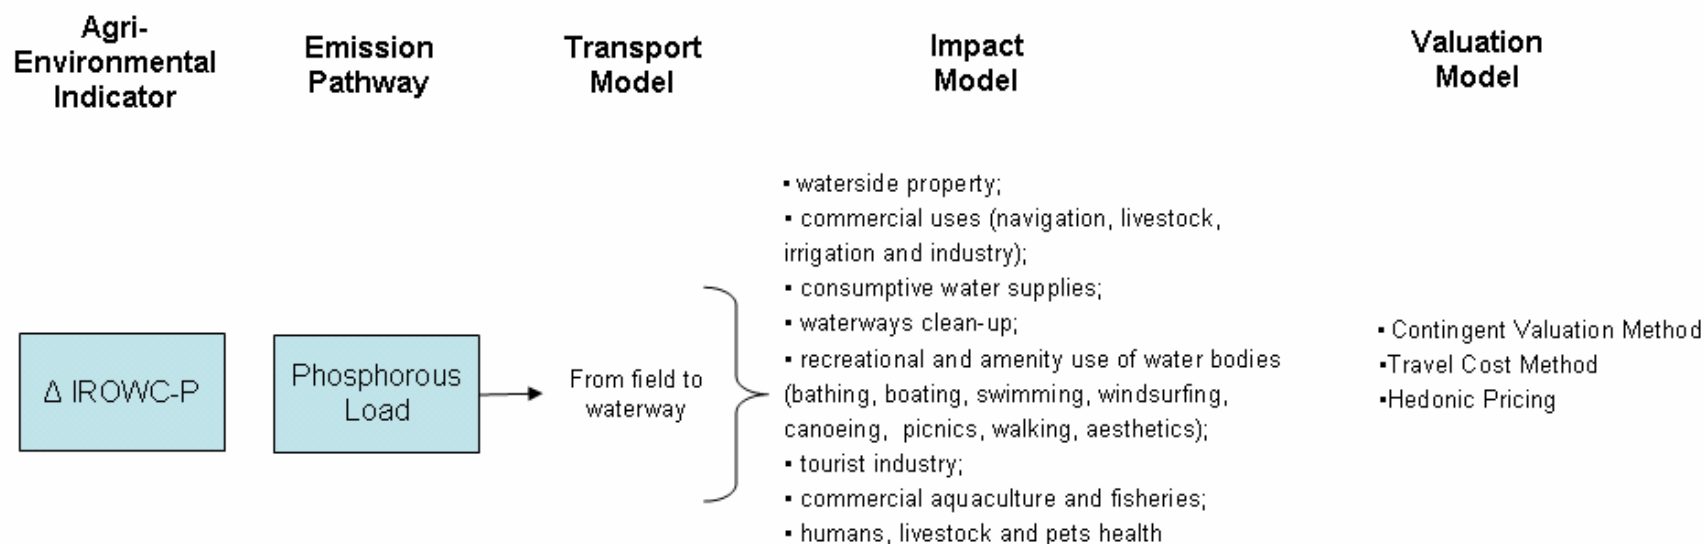 Agri-
Environmental
Indicator
Emission
Pathway
Transport
Model
Impact
Model
Valuation
Model
Δ IROWC-P
Phosphorous
Load
From field to
waterway
▪ waterside property;
▪ commercial uses (navigation, livestock,
irrigation and industry);
▪ consumptive water supplies;
▪ waterways clean-up;
▪ recreational and amenity use of water bodies
(bathing, boating, swimming, windsurfing,
canoeing, picnics, walking, aesthetics);
▪ tourist industry;
▪ commercial aquaculture and fisheries;
▪ humans, livestock and pets health
▪ Contingent Valuation Method
▪Travel Cost Method
▪Hedonic Pricing